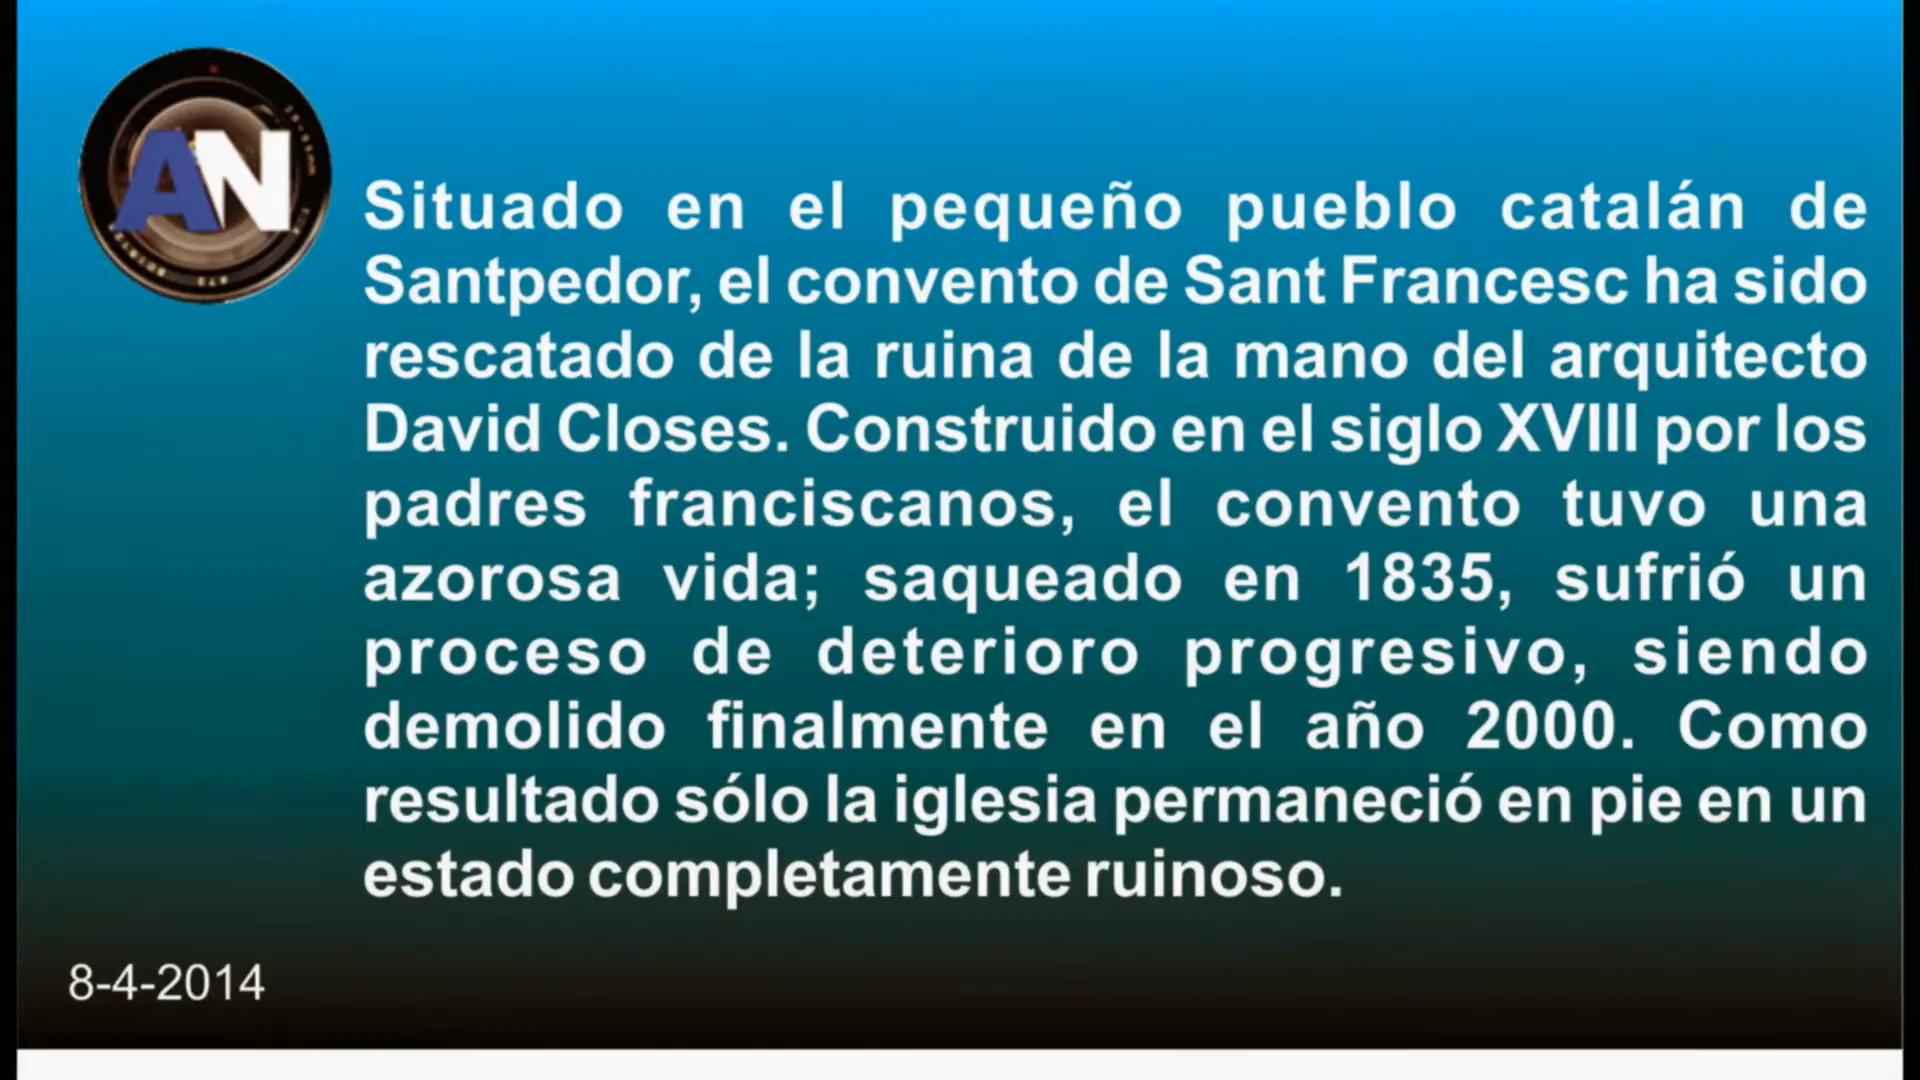 AN
Situado en el pequeño pueblo catalán de
Santpedor, el convento de Sant Francesc ha sido
rescatado de la ruina de la mano del arquitecto
David Closes. Construido en el siglo XVIII por los
padres franciscanos, el convento tuvo una
azorosa vida; saqueado en 1835, sufrió un
proceso de deterioro progresivo, siendo
demolido finalmente en el año 2000. Como
resultado sólo la iglesia permaneció en pie en un
estado completamente ruinoso.
8-4-2014